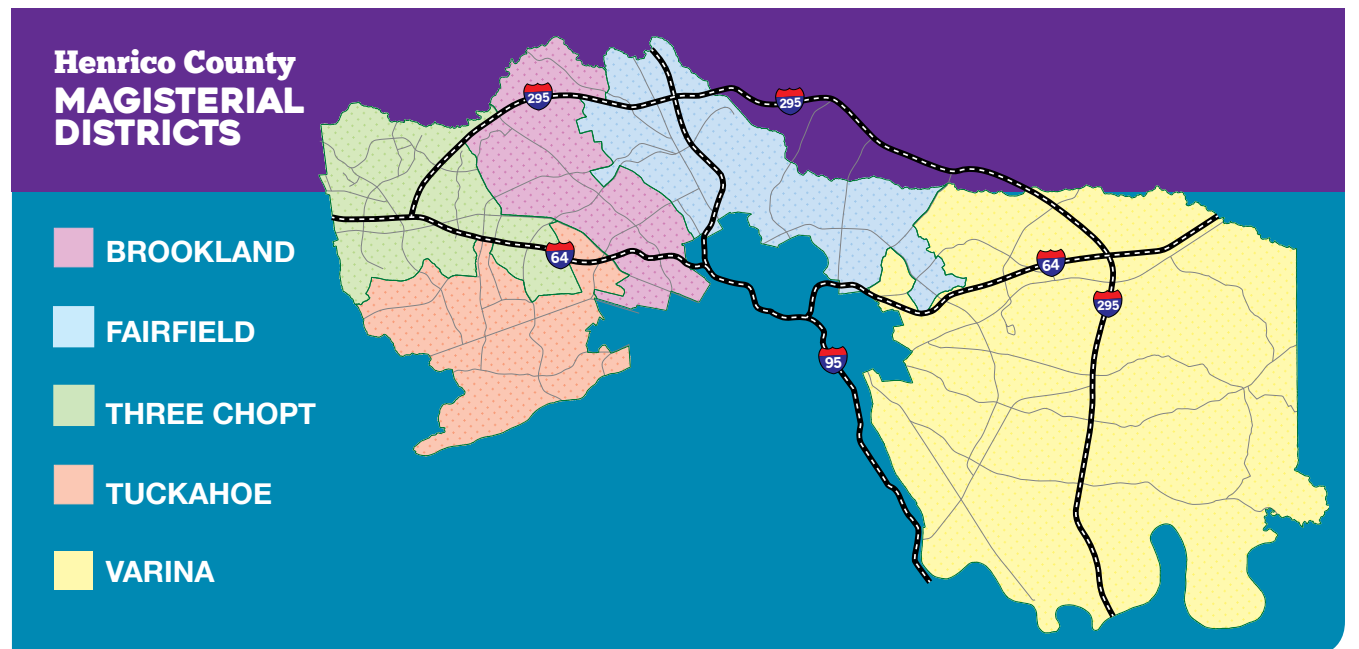 Henrico County
MAGISTERIAL
DISTRICTS
BROOKLAND
FAIRFIELD
THREE CHOPT
TUCKAHOE
VARINA
295
295
64
64
295
95